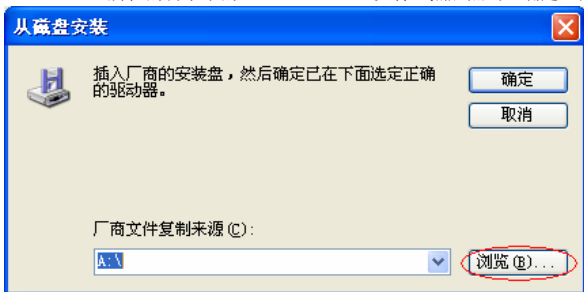 从磁盘安装
插入厂商的安装盘，然后确定已在下面选定正确
的驱动器。
确定
取消
厂商文件复制来源(C):
A:\
浏览(B)...